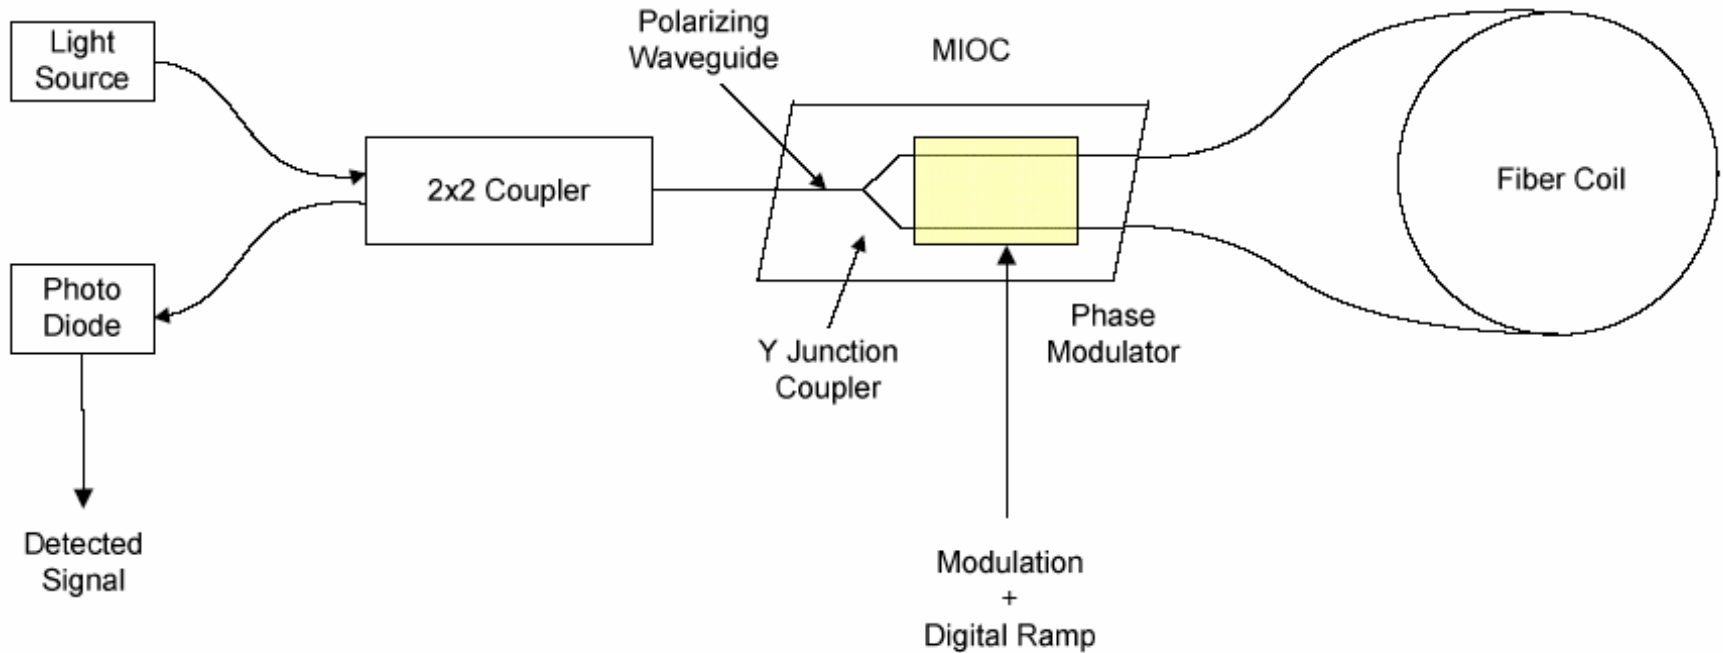 Light
Source
Polarizing
Waveguide
MIOC
2x2 Coupler
Fiber Coil
Photo
Diode
Y Junction
Coupler
Phase
Modulator
Detected
Signal
Modulation
+
Digital Ramp